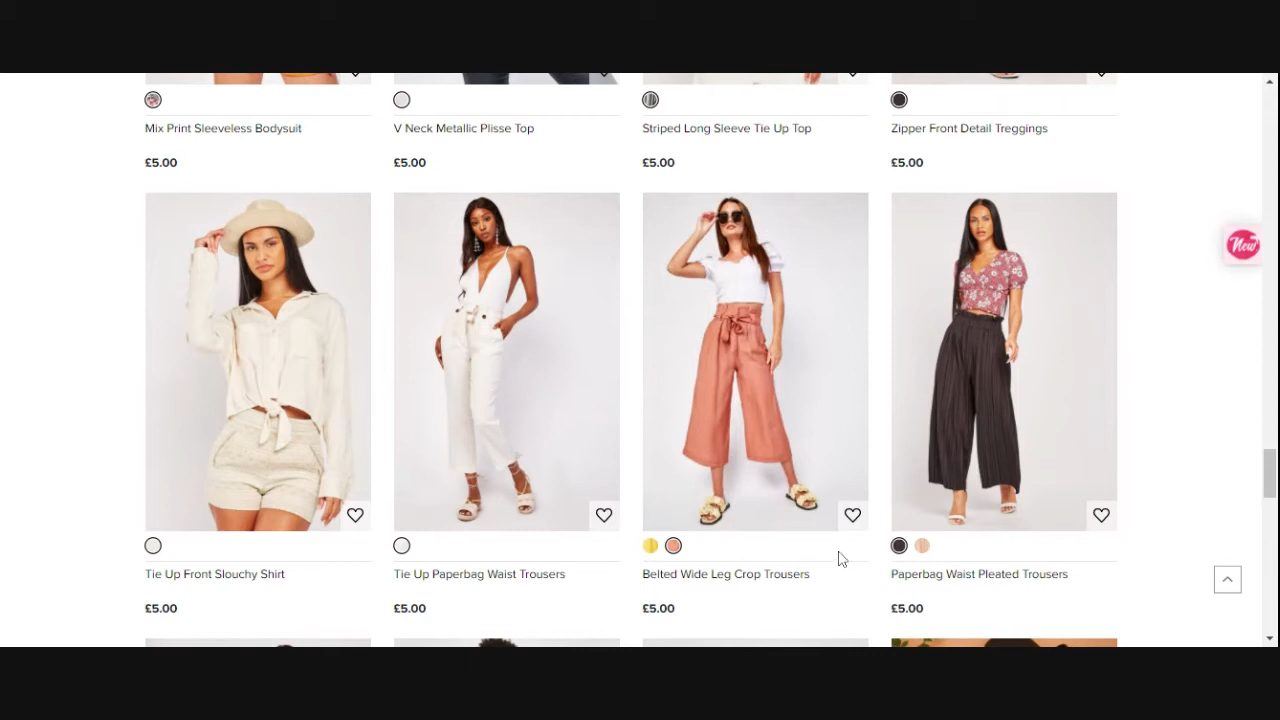 Mix Print Sleeveless Bodysuit
V Neck Metallic Plisse Top
Striped Long Sleeve Tie Up Top
Zipper Front Detail Treggings
£5.00
£5.00
£5.00
£5.00
New
Tie Up Front Slouchy Shirt
Tie Up Paperbag Waist Trousers
Belted Wide Leg Crop Trousers
Paperbag Waist Pleated Trousers
£5.00
£5.00
£5.00
£5.00